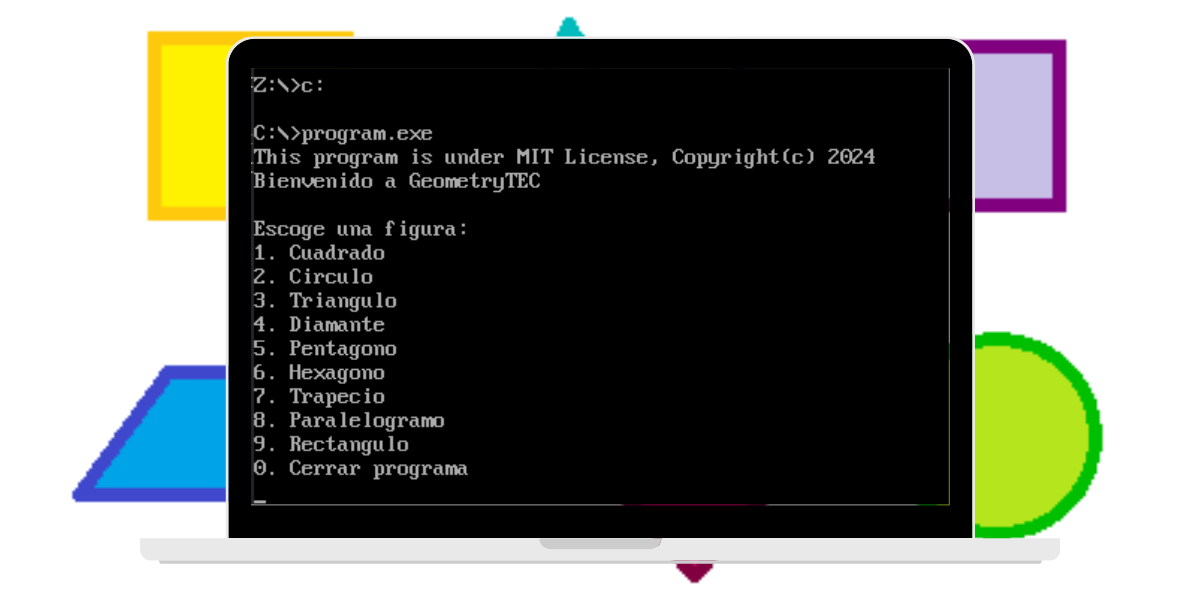 Z:\>c:
C:\>program.exe
This program is under MIT License, Copyright(c) 2024
Bienvenido a GeometryTEC
Escoge una figura:
1. Cuadrado
2. Circulo
3. Triangulo
4. Diamante
5. Pentagono
6. Hexagono
7. Trapecio
8. Paralelogramo
9. Rectangulo
0. Cerrar programa